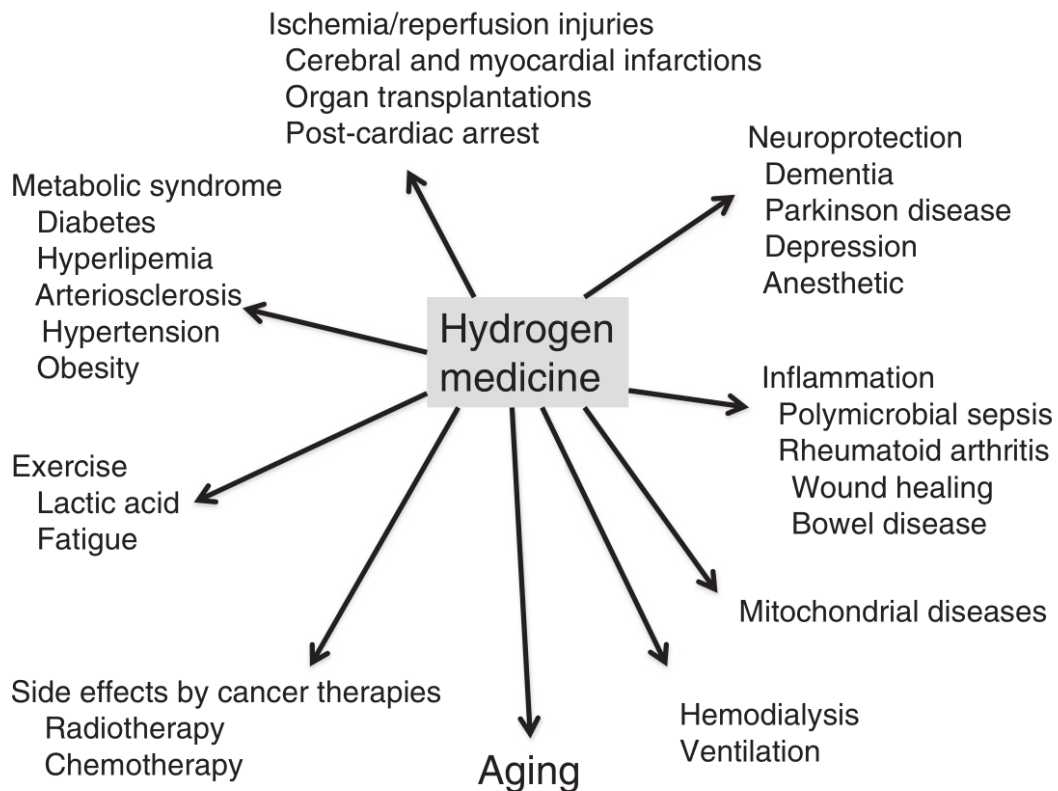 Ischemia/reperfusion injuries
Cerebral and myocardial infarctions
Organ transplantations
Post-cardiac arrest
Neuroprotection
Dementia
Parkinson disease
Depression
Anesthetic
Metabolic syndrome
Diabetes
Hyperlipemia
Arteriosclerosis
Hypertension
Obesity
Hydrogen
medicine
Inflammation
Polymicrobial sepsis
Rheumatoid arthritis
Wound healing
Bowel disease
Exercise
Lactic acid
Fatigue
Mitochondrial diseases
Side effects by cancer therapies
Radiotherapy
Chemotherapy
Aging
Hemodialysis
Ventilation